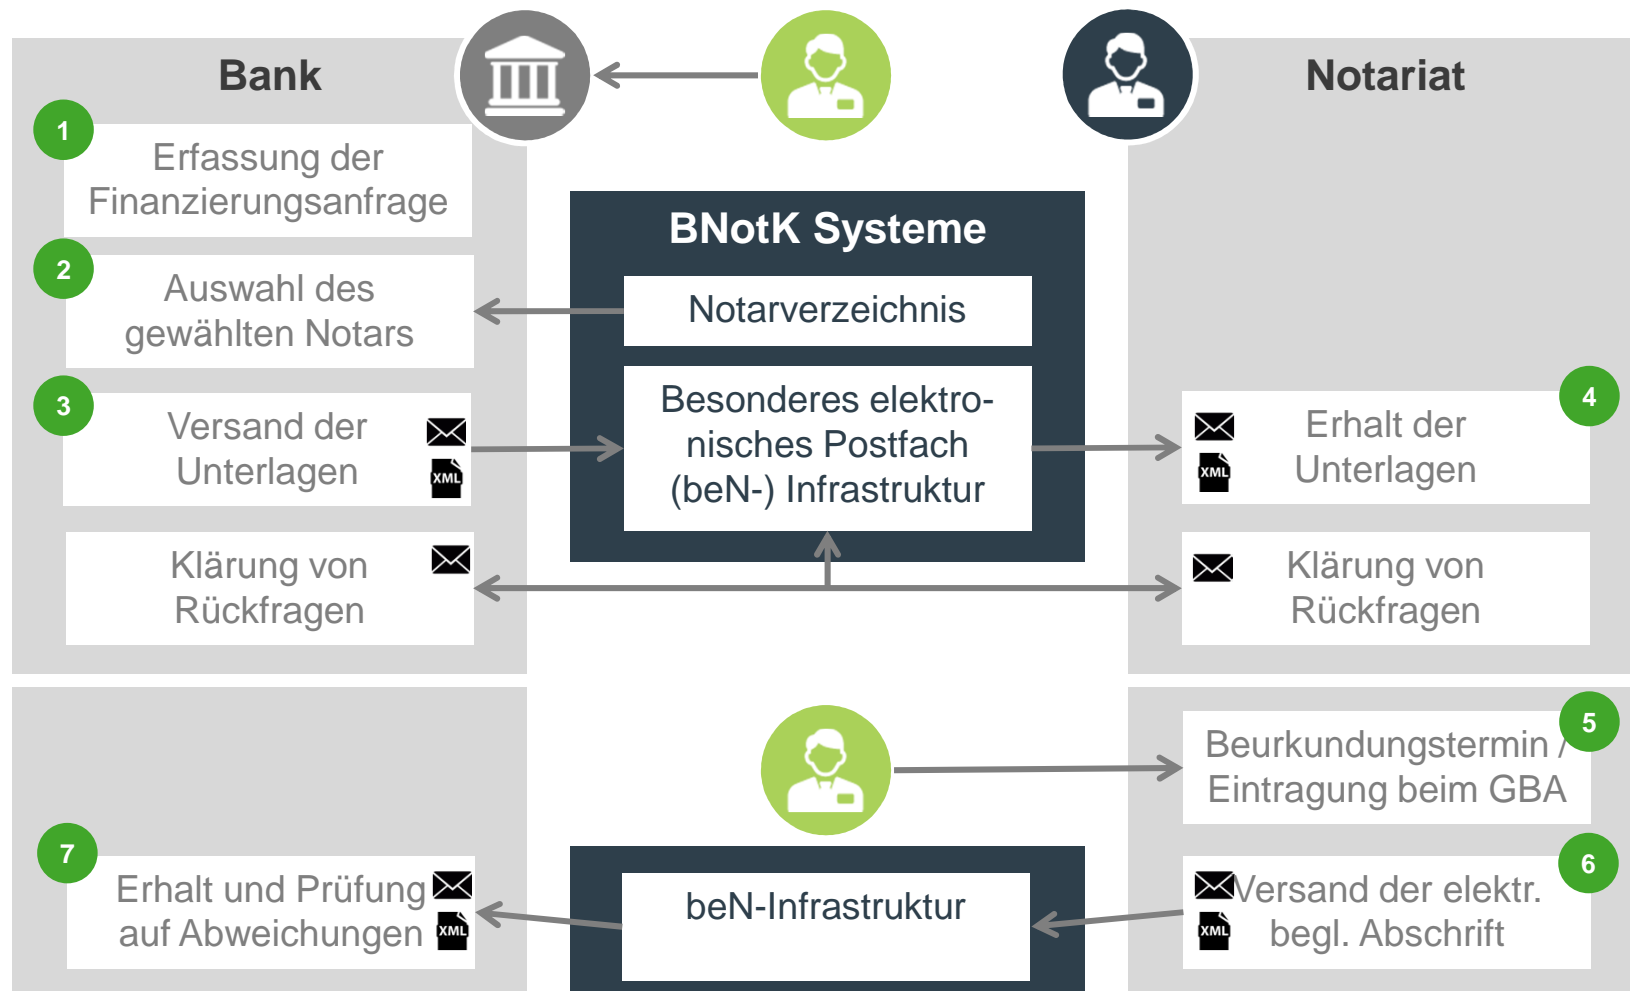 Bank
Notariat
1
Erfassung der
Finanzierungsanfrage
BNotK Systeme
2
Auswahl des
gewählten Notars
Notarverzeichnis
3
Versand der
Unterlagen
XML
Besonderes elektro-
nisches Postfach
(beN-) Infrastruktur
4
Erhalt der
Unterlagen
XML
Klärung von
Rückfragen
Klärung von
Rückfragen
5
Beurkundungstermin /
Eintragung beim GBA
6
Versand der elektr.
begl. Abschrift
XML
beN-Infrastruktur
7
Erhalt und Prüfung
auf Abweichungen
XML